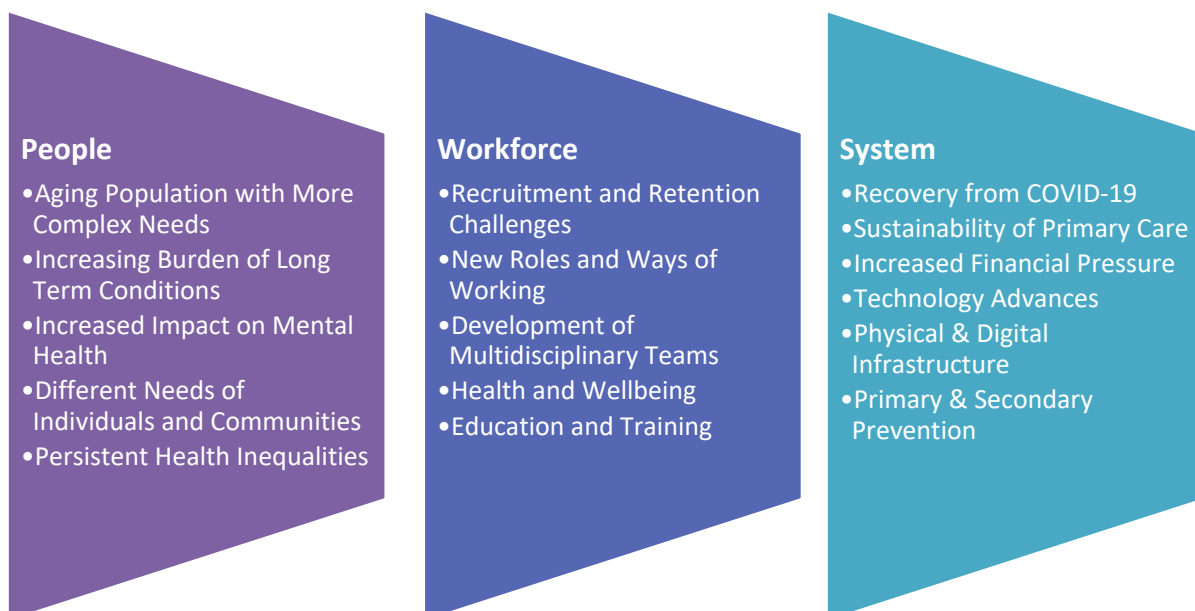 People
•Aging Population with More
Complex Needs
•Increasing Burden of Long
Term Conditions
•Increased Impact on Mental
Health
•Different Needs of
Individuals and Communities
•Persistent Health Inequalities
Workforce
•Recruitment and Retention
Challenges
•New Roles and Ways of
Working
•Development of
Multidisciplinary Teams
•Health and Wellbeing
•Education and Training
System
•Recovery from COVID-19
•Sustainability of Primary Care
•Increased Financial Pressure
•Technology Advances
•Physical & Digital
Infrastructure
•Primary & Secondary
Prevention